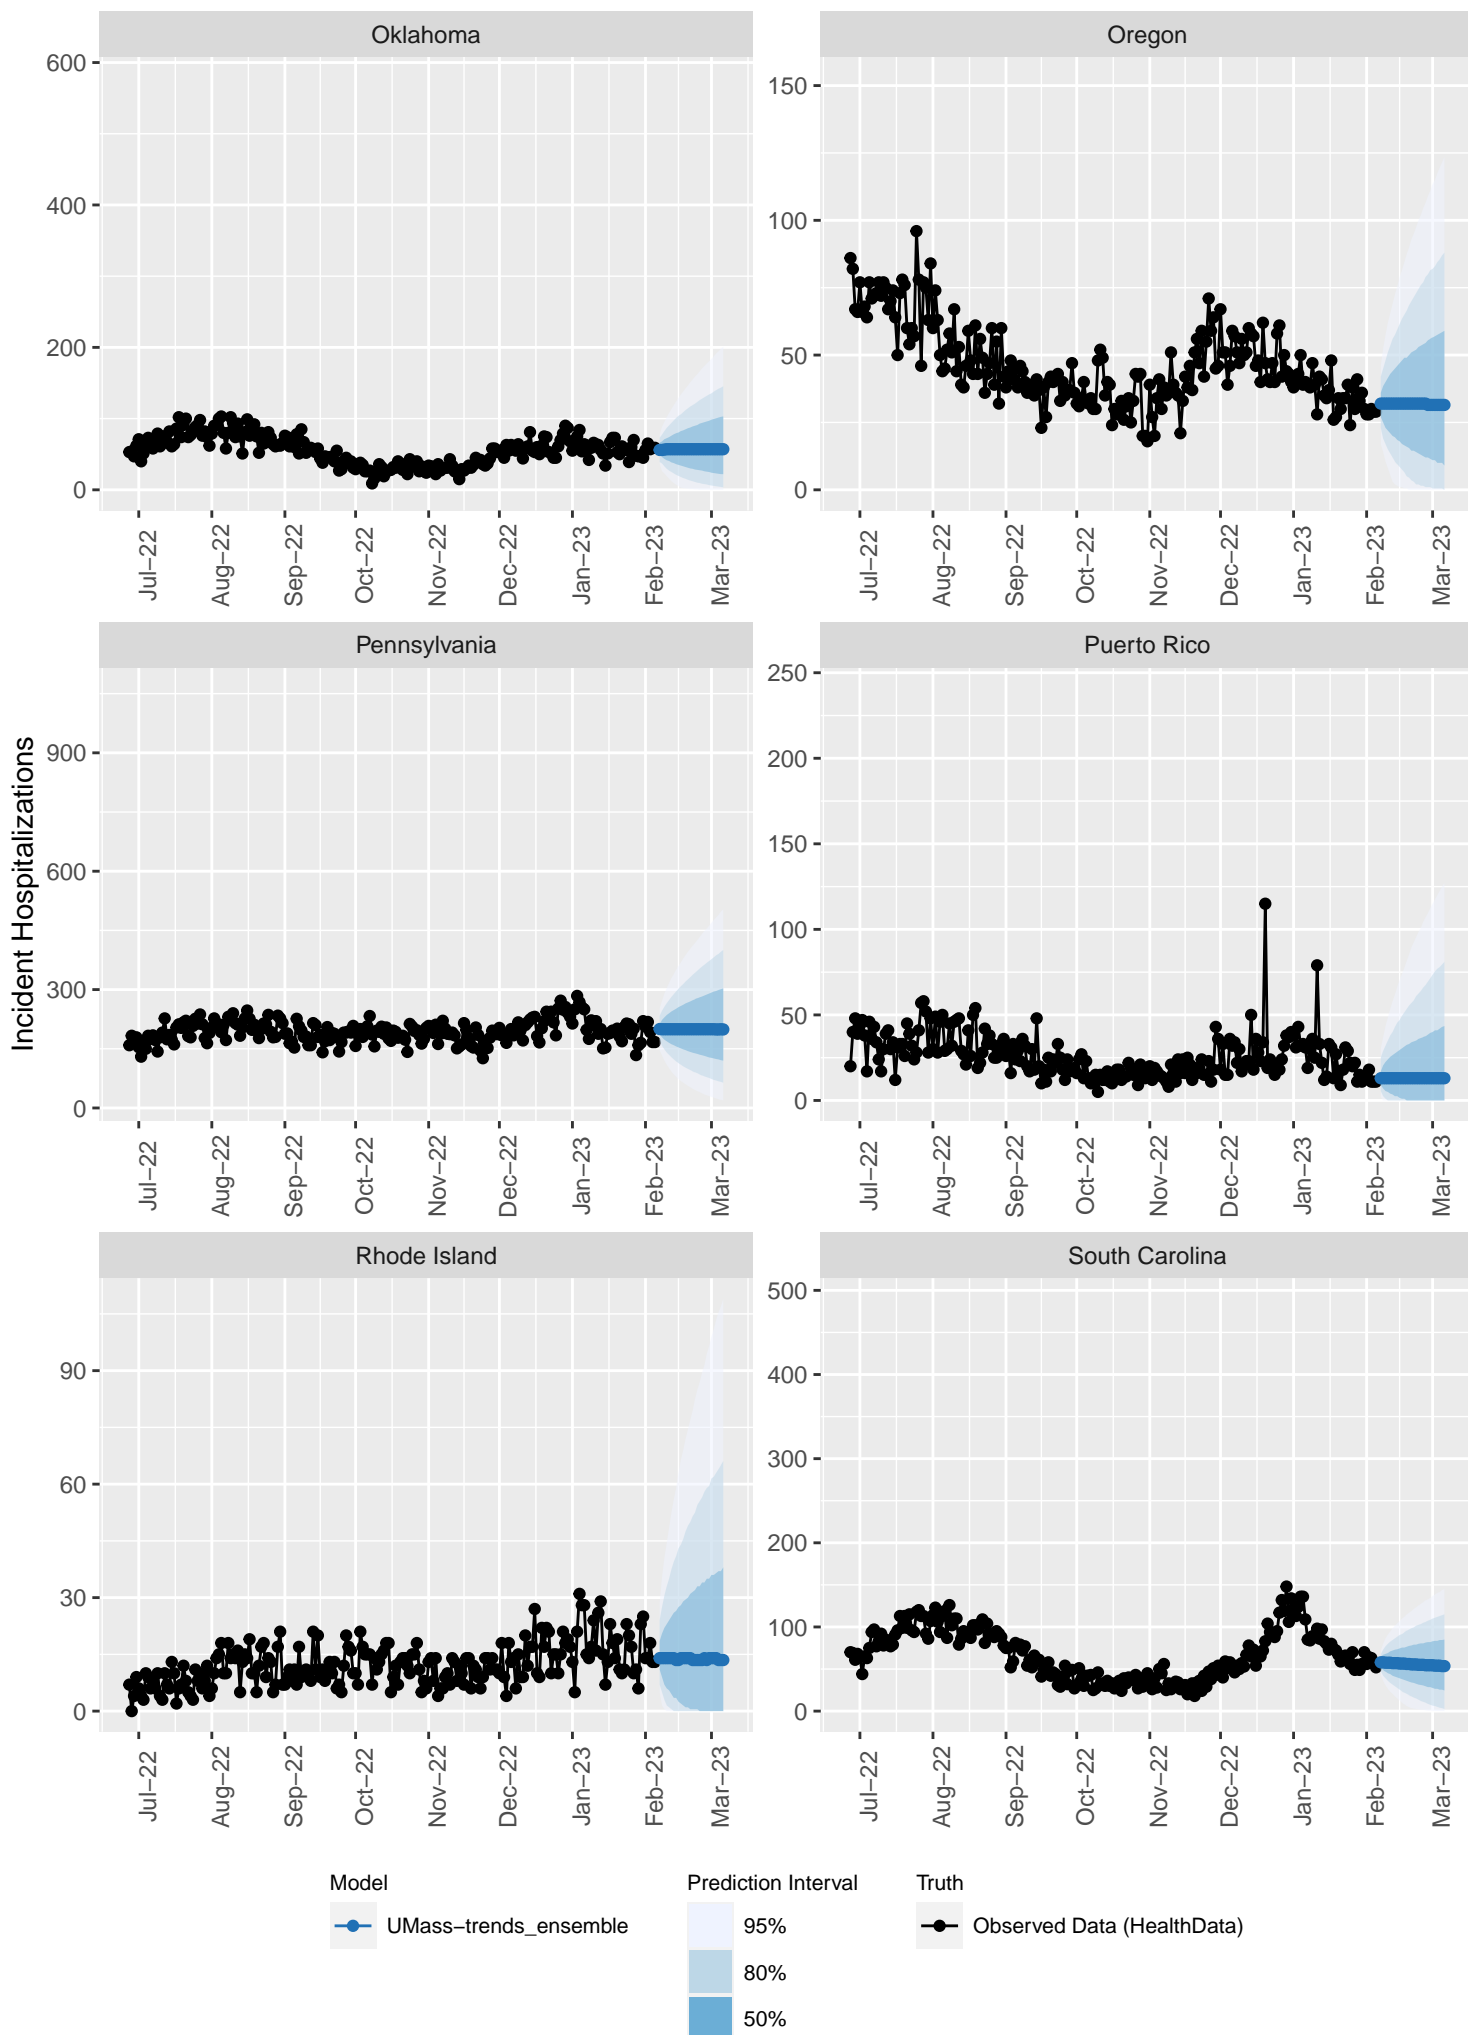 Oklahoma
Oregon
600
400
200
0
150
100
50
0
Jul−22
Aug−22
Sep−22
Oct−22
Nov−22
Dec−22
Jan−23
Feb−23
Mar−23
Jul−22
Aug−22
Sep−22
Oct−22
Nov−22
Dec−22
Jan−23
Feb−23
Mar−23
Incident Hospitalizations
Pennsylvania
Puerto Rico
900
600
300
0
250
200
150
100
50
0
Jul−22
Aug−22
Sep−22
Oct−22
Nov−22
Dec−22
Jan−23
Feb−23
Mar−23
Jul−22
Aug−22
Sep−22
Oct−22
Nov−22
Dec−22
Jan−23
Feb−23
Mar−23
Rhode Island
South Carolina
90
60
30
0
500
400
300
200
100
0
Jul−22
Aug−22
Sep−22
Oct−22
Nov−22
Dec−22
Jan−23
Feb−23
Mar−23
Jul−22
Aug−22
Sep−22
Oct−22
Nov−22
Dec−22
Jan−23
Feb−23
Mar−23
Model
UMass−trends_ensemble
Prediction Interval
95%
80%
50%
Truth
Observed Data (HealthData)